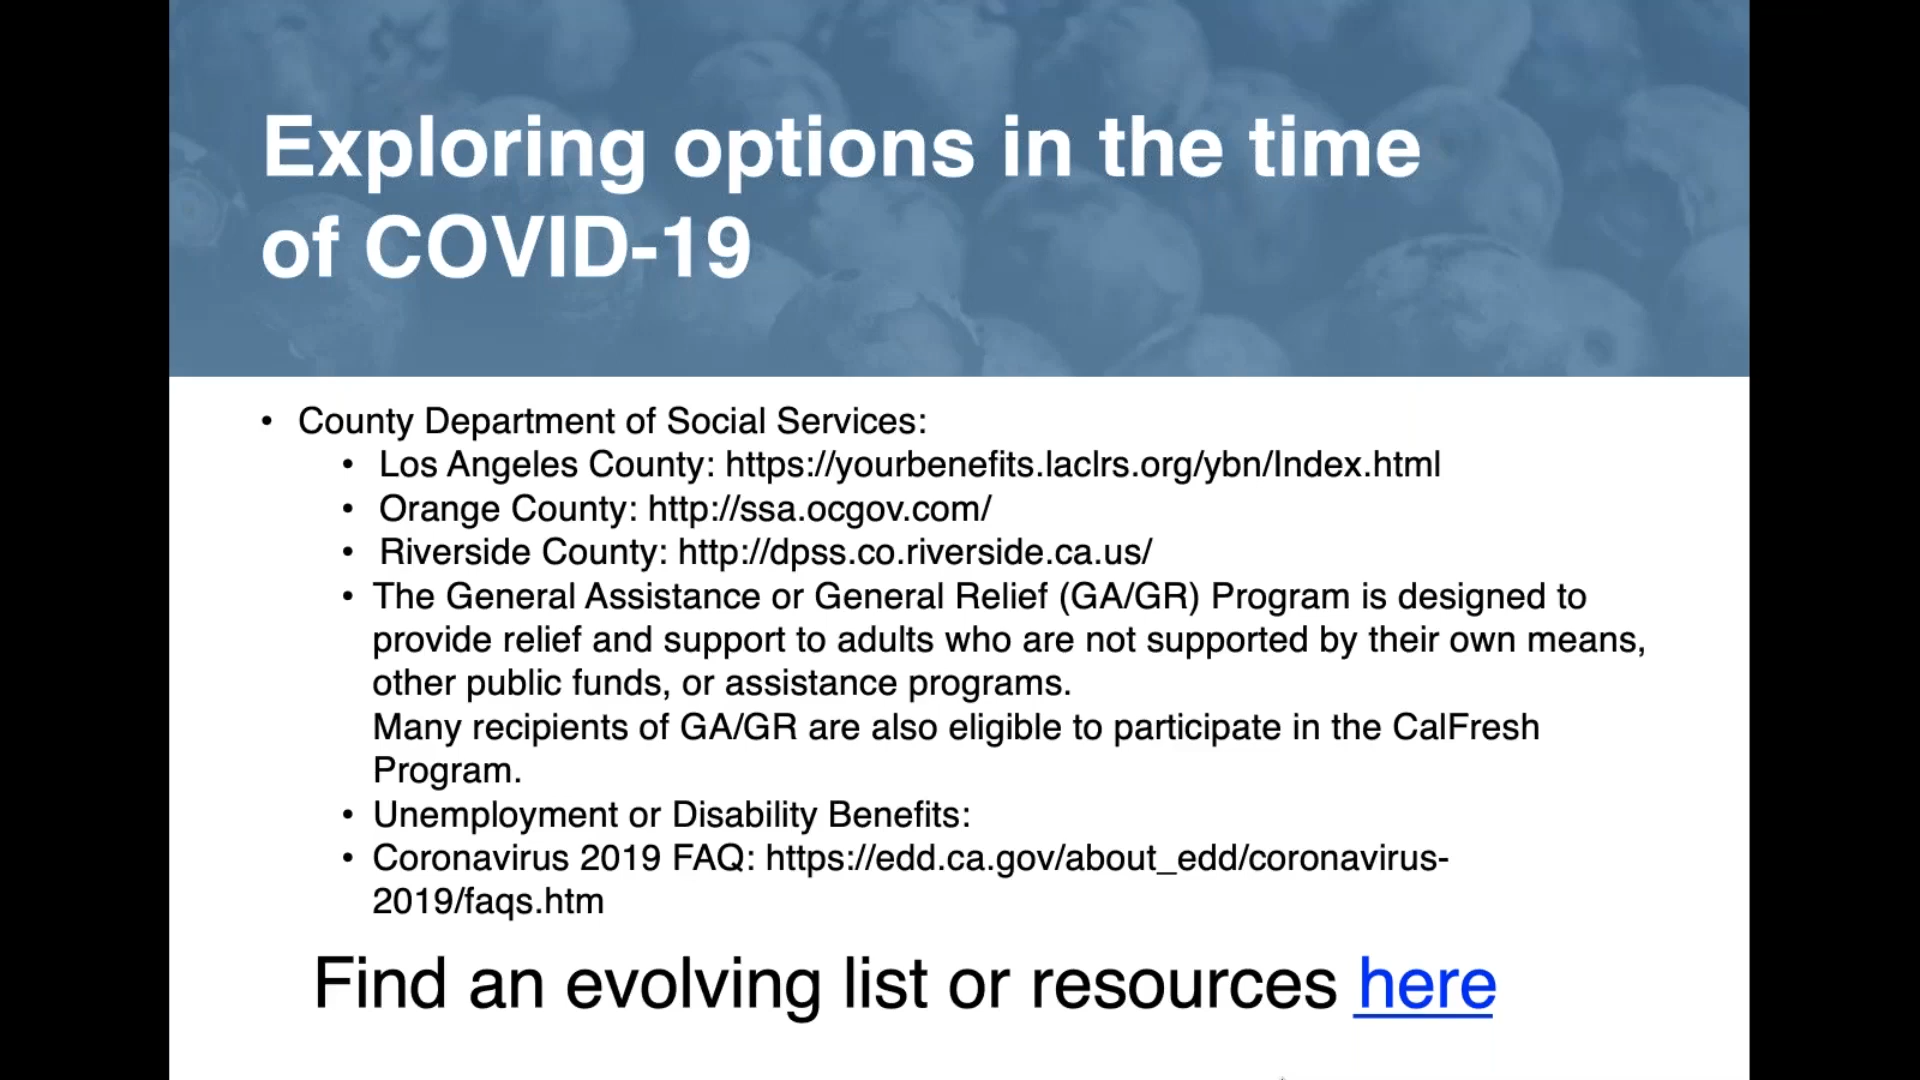 Exploring options in the time
of COVID-19
• County Department of Social Services:
• Los Angeles County: https://yourbenefits.laclrs.org/ybn/Index.html
• Orange County: http://ssa.ocgov.com/
• Riverside County: http://dpss.co.riverside.ca.us/
• The General Assistance or General Relief (GA/GR) Program is designed to
provide relief and support to adults who are not supported by their own means,
other public funds, or assistance programs.
Many recipients of GA/GR are also eligible to participate in the CalFresh
Program.
• Unemployment or Disability Benefits:
• Coronavirus 2019 FAQ: https://edd.ca.gov/about_edd/coronavirus-
2019/faqs.htm
Find an evolving list or resources here